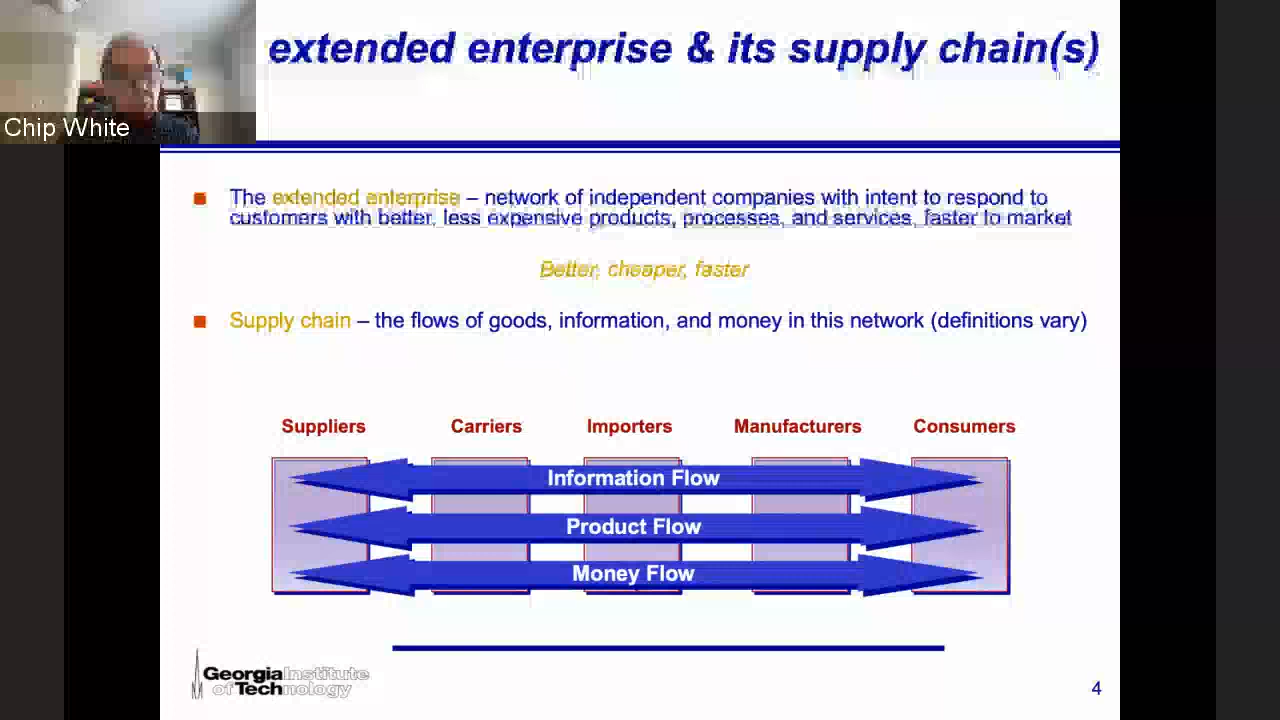 extended enterprise & its supply chain(s)
Chip White
The extended enterprise – network of independent companies with intent to respond to
customers with better, less expensive products, processes, and services, faster to market
Better, cheaper, faster
Supply chain – the flows of goods, information, and money in this network (definitions vary)
Suppliers Carriers Importers Manufacturers Consumers
Information Flow
Product Flow
Money Flow
Georgia Institute
of Technology
4